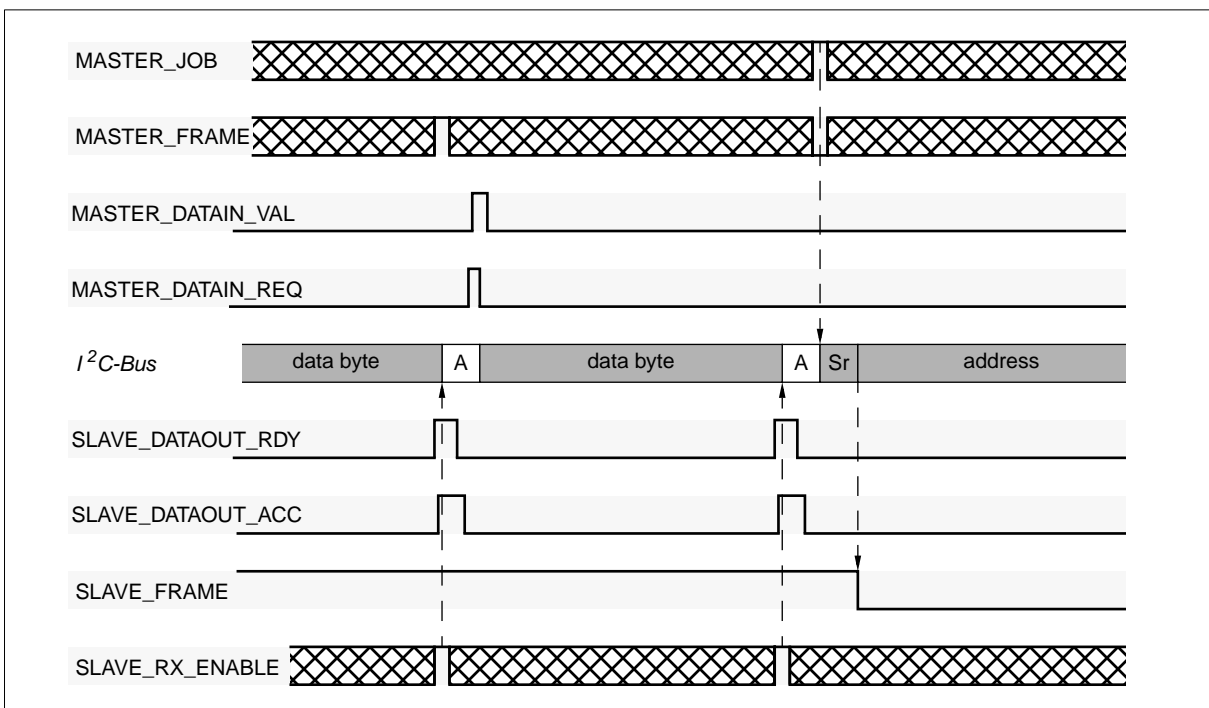 MASTER_JOB
MASTER_FRAME
MASTER_DATAIN_VAL
MASTER_DATAIN_REQ
I²C-Bus data byte A data byte A Sr address
SLAVE_DATAOUT_RDY
SLAVE_DATAOUT_ACC
SLAVE_FRAME
SLAVE_RX_ENABLE